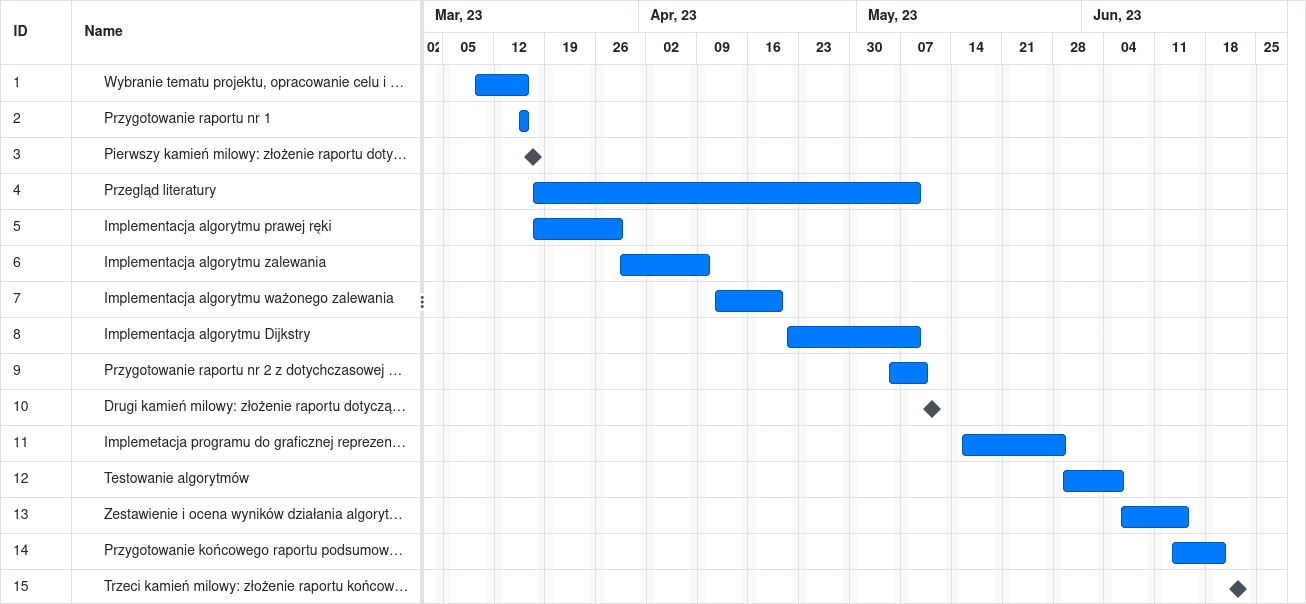 ID Name Mar, 23 Apr, 23 May, 23 Jun, 23
02 05 12 19 26 02 09 16 23 30 07 14 21 28 04 11 18 25
1 Wybranie tematu projektu, opracowanie celu i …
2 Przygotowanie raportu nr 1
3 Pierwszy kamień milowy: złożenie raportu doty…
4 Przegląd literatury
5 Implementacja algorytmu prawej ręki
6 Implementacja algorytmu zalewania
7 Implementacja algorytmu ważonego zalewania
8 Implementacja algorytmu Dijkstry
9 Przygotowanie raportu nr 2 z dotychczasowej …
10 Drugi kamień milowy: złożenie raportu dotyczą…
11 Implemetacja programu do graficznej reprezen…
12 Testowanie algorytmów
13 Zestawienie i ocena wyników działania algoryt…
14 Przygotowanie końcowego raportu podsumow…
15 Trzeci kamień milowy: złożenie raportu końcow…